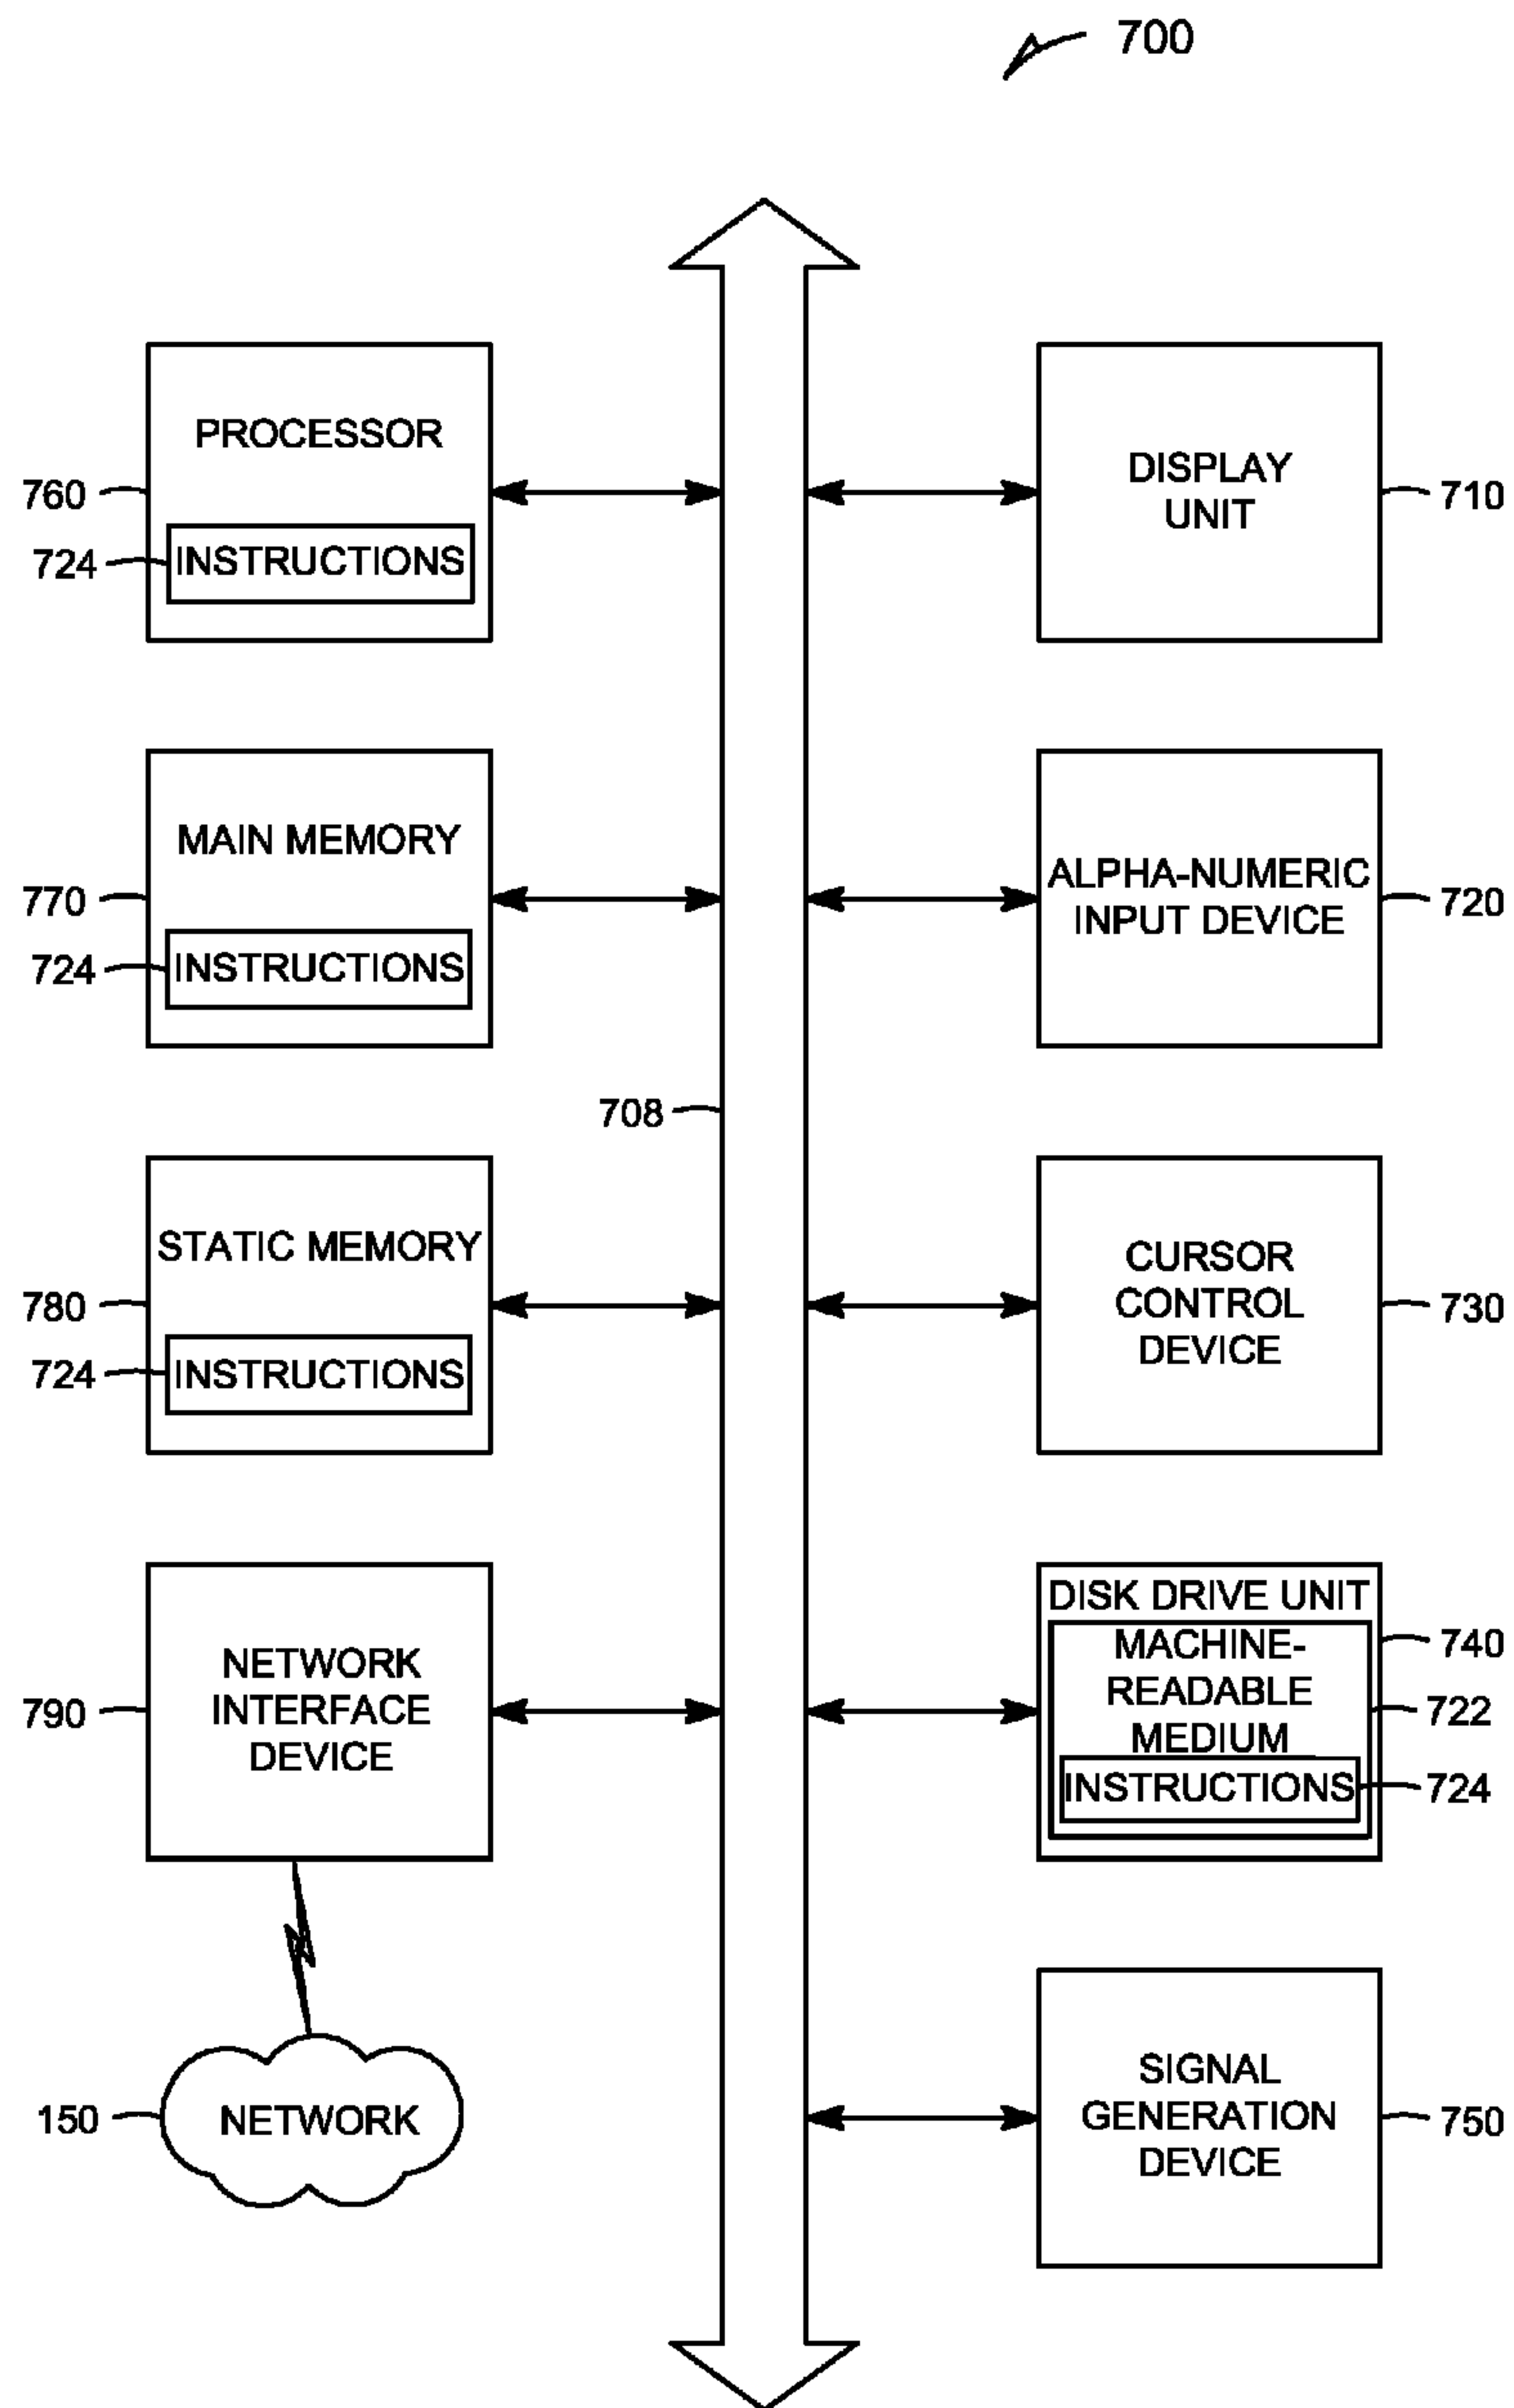 700
PROCESSOR
760
724
INSTRUCTIONS
DISPLAY
UNIT
710
MAIN MEMORY
770
724
INSTRUCTIONS
ALPHA-NUMERIC
INPUT DEVICE
720
708
STATIC MEMORY
780
724
INSTRUCTIONS
CURSOR
CONTROL
DEVICE
730
NETWORK
INTERFACE
DEVICE
790
DISK DRIVE UNIT
740
MACHINE-
READABLE
MEDIUM
722
INSTRUCTIONS
724
150
NETWORK
SIGNAL
GENERATION
DEVICE
750